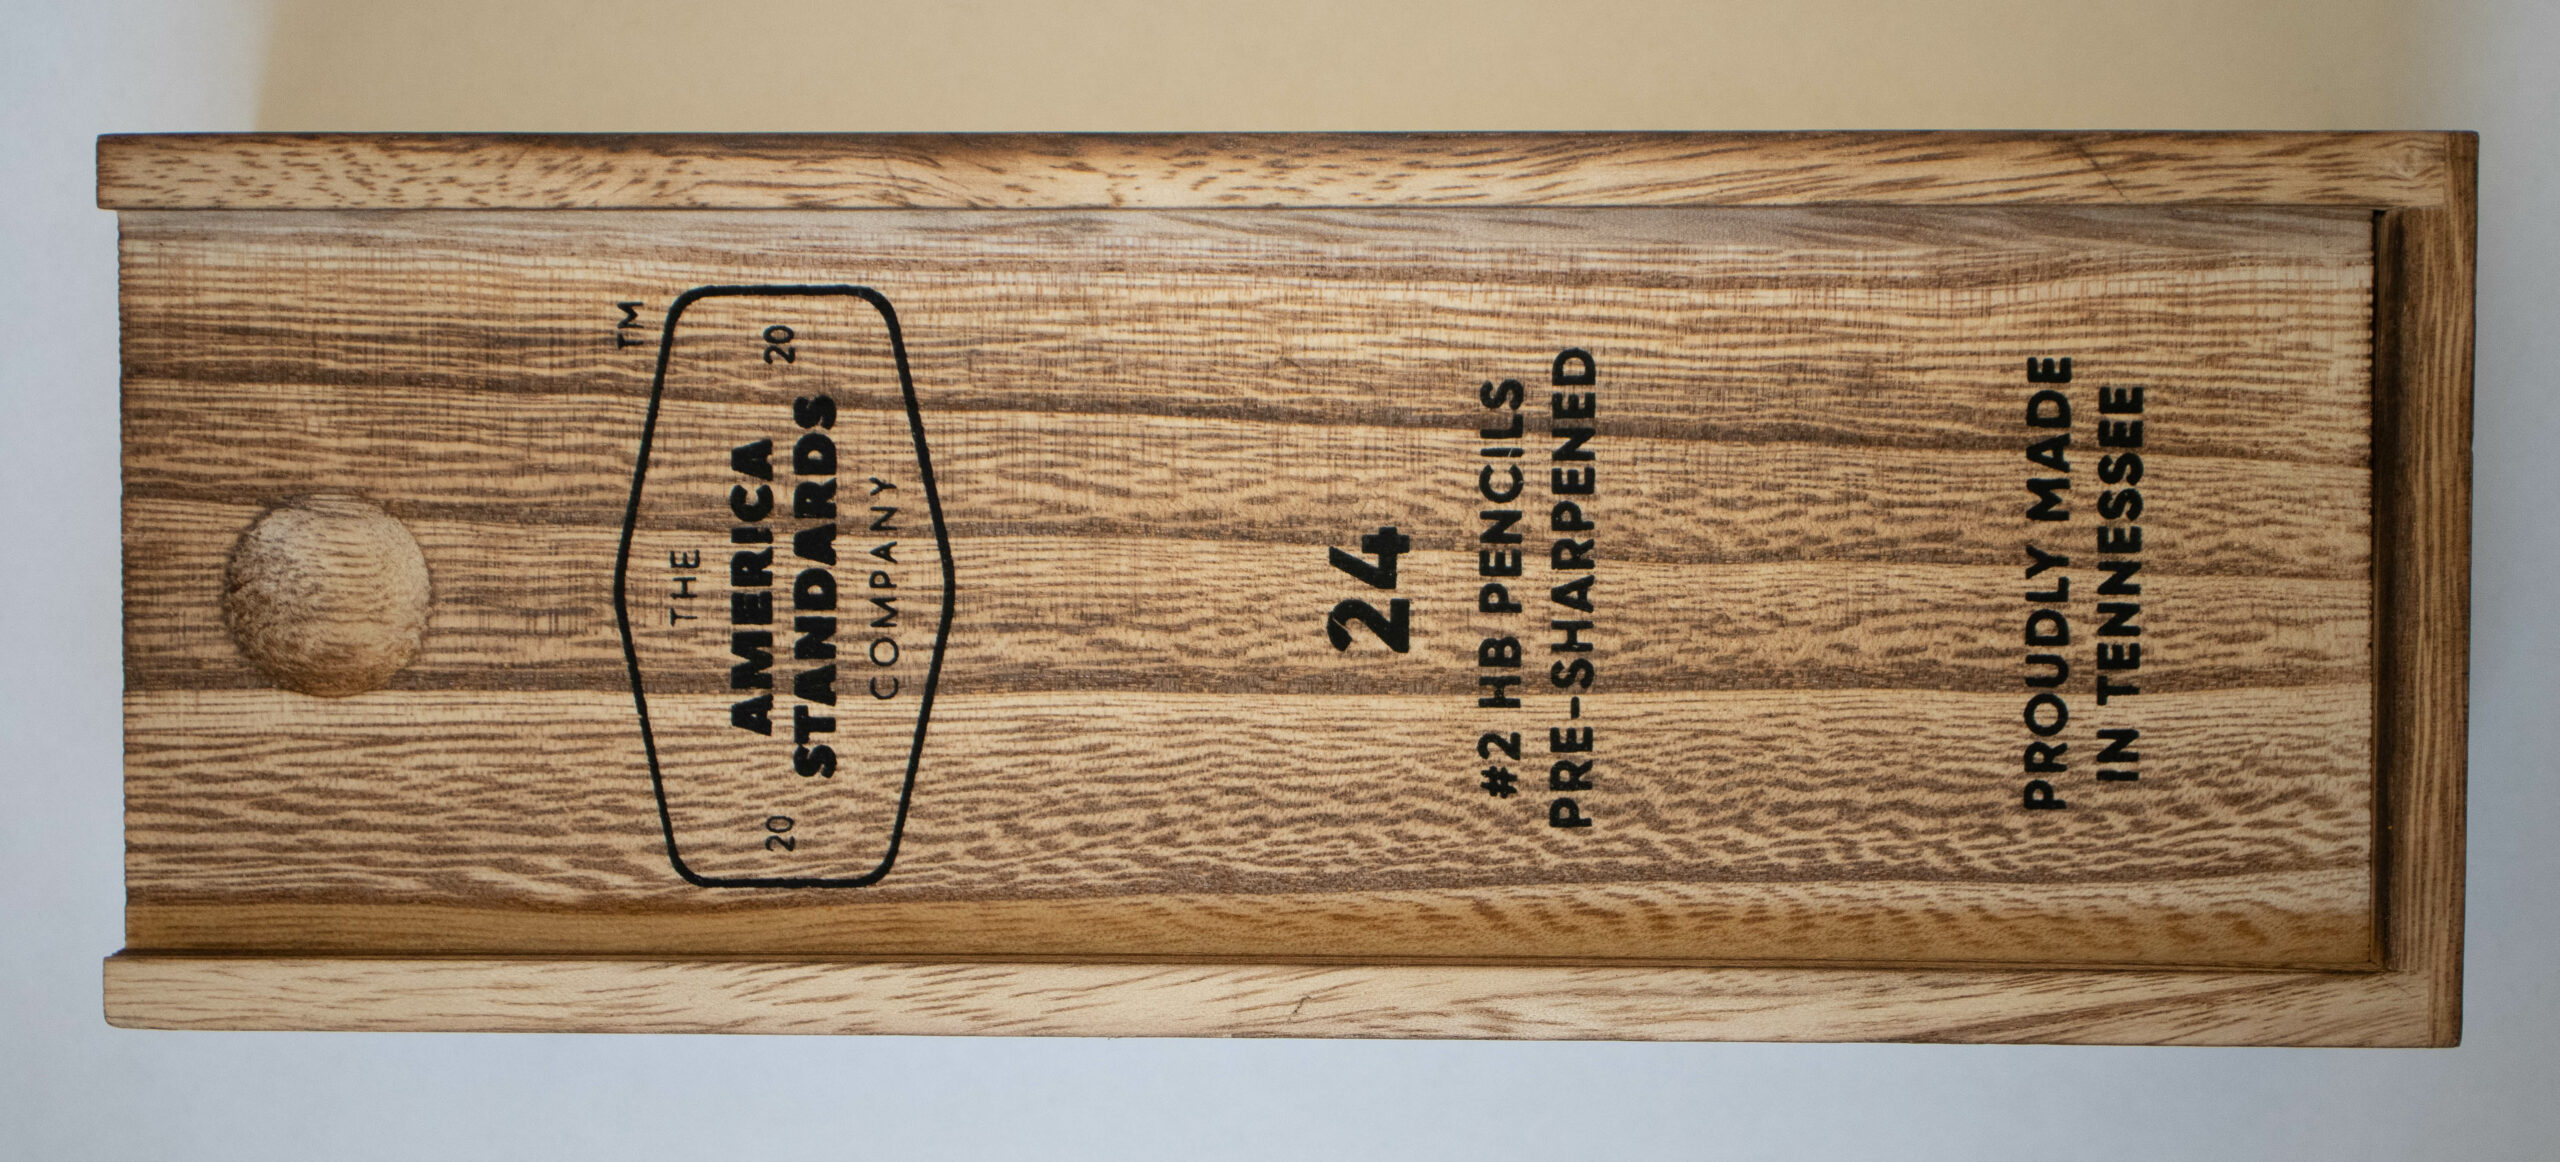 TM
THE
20 AMERICA 20
STANDARDS
COMPANY
24
#2 HB PENCILS
PRE-SHARPENED
PROUDLY MADE
IN TENNESSEE